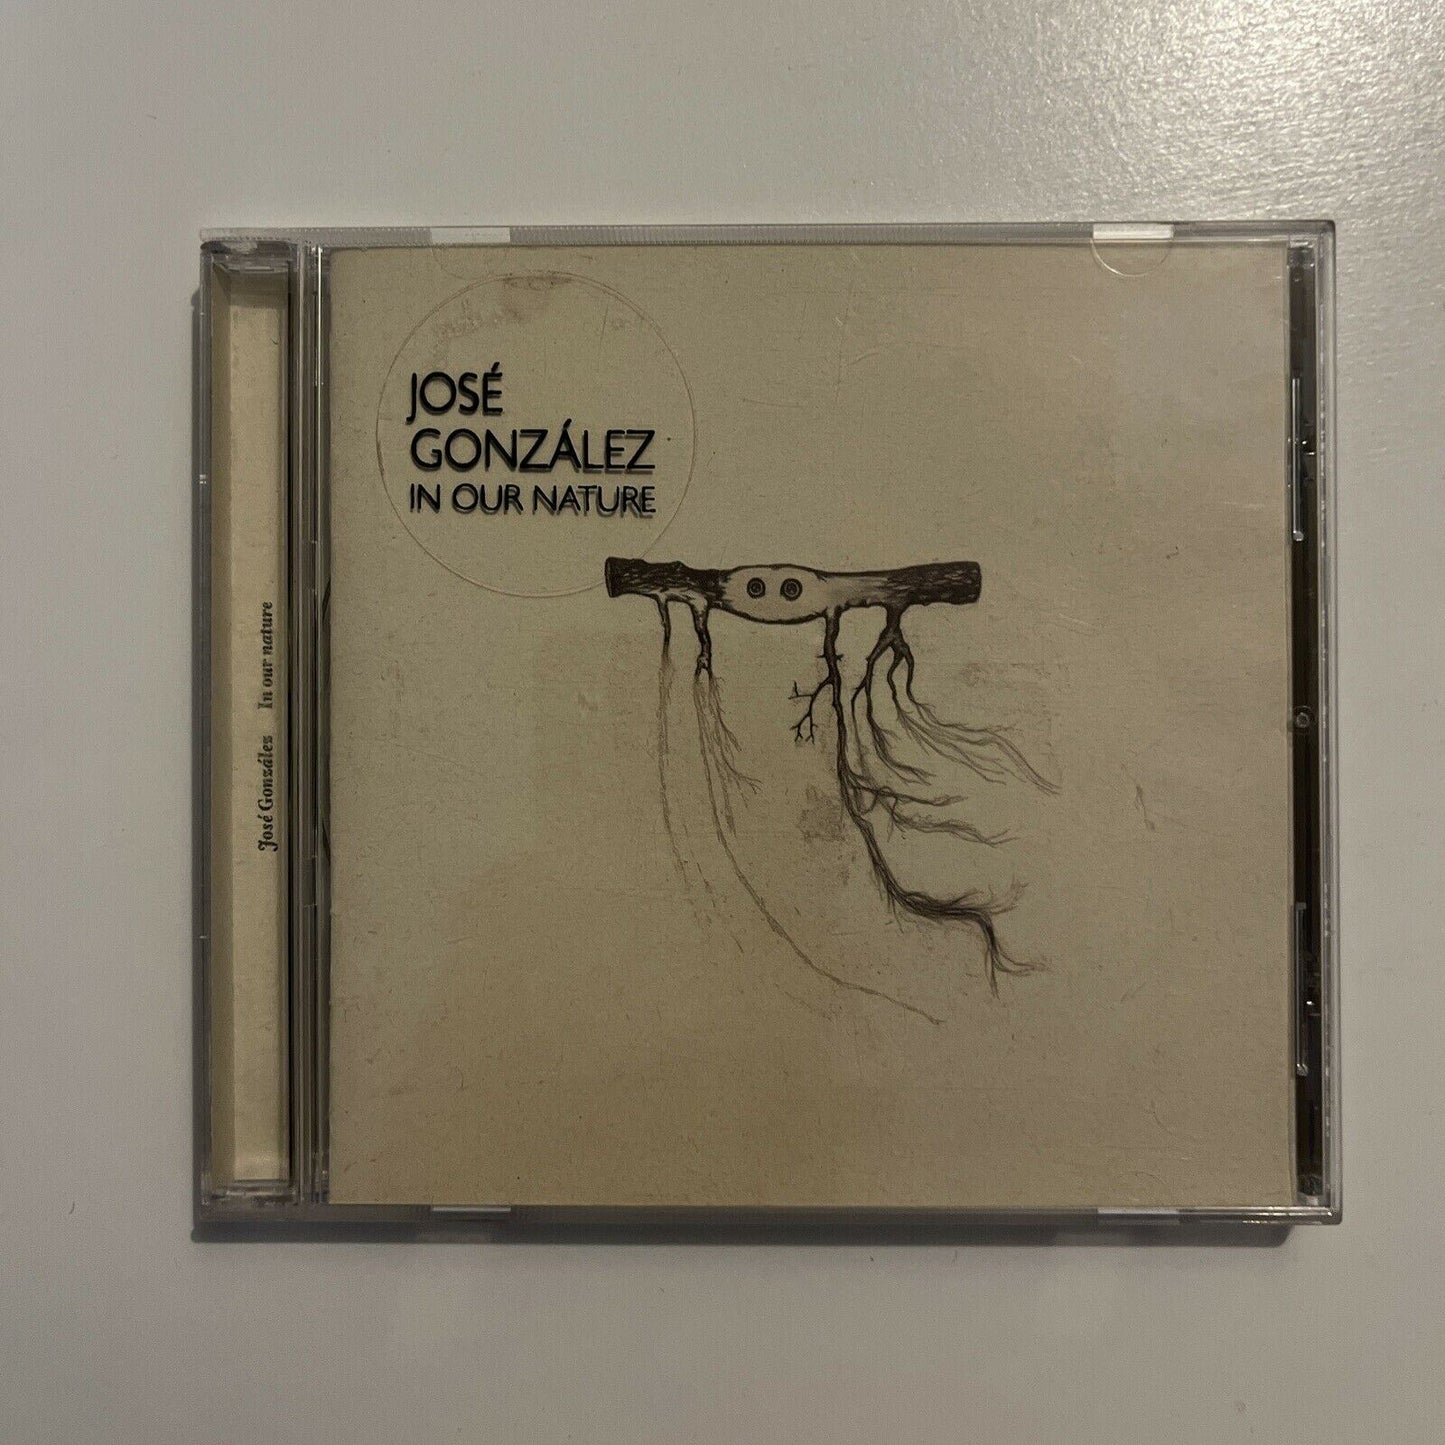 JOSÉ
GONZÁLEZ
IN OUR NATURE
José González In our nature